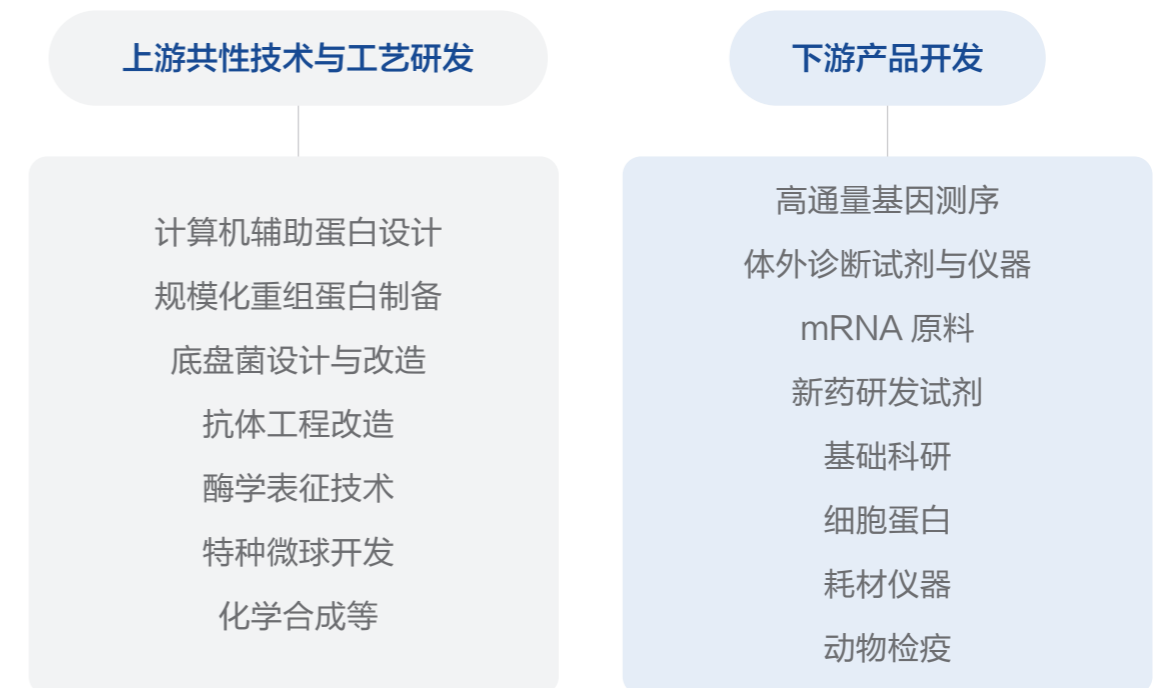 上游共性技术与工艺研发
计算机辅助蛋白设计
规模化重组蛋白制备
底盘菌设计与改造
抗体工程改造
酶学表征技术
特种微球开发
化学合成等
下游产品开发
高通量基因测序
体外诊断试剂与仪器
mRNA 原料
新药研发试剂
基础科研
细胞蛋白
耗材仪器
动物检疫